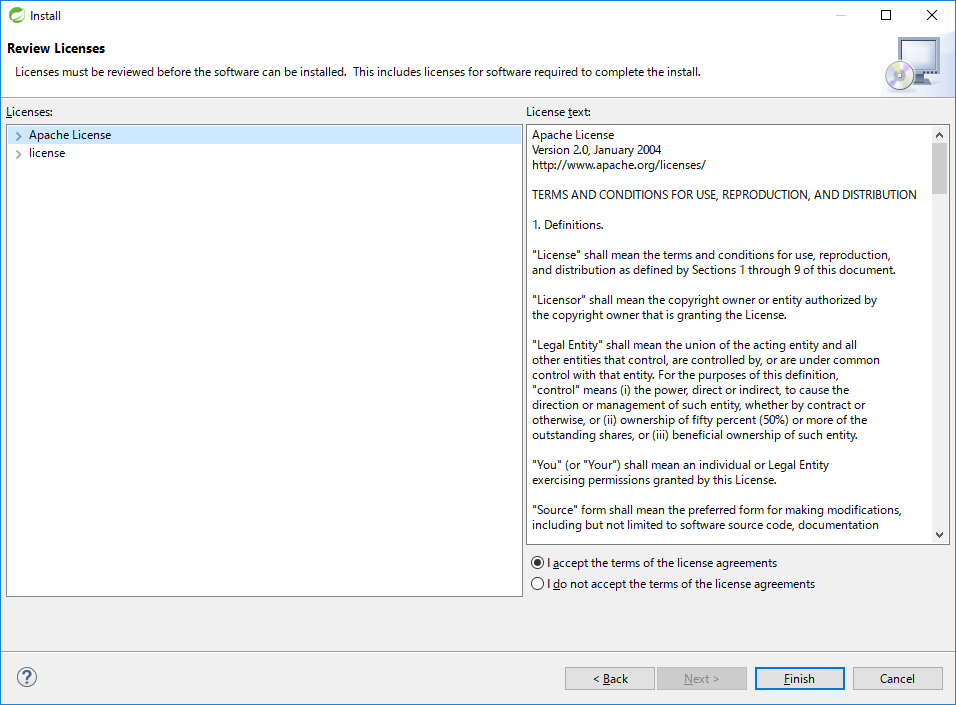 Install
Review Licenses
Licenses must be reviewed before the software can be installed. This includes licenses for software required to complete the install.
Licenses:
Apache License
license
License text:
Apache License
Version 2.0, January 2004
http://www.apache.org/licenses/
TERMS AND CONDITIONS FOR USE, REPRODUCTION, AND DISTRIBUTION
1. Definitions.
"License" shall mean the terms and conditions for use, reproduction,
and distribution as defined by Sections 1 through 9 of this document.
"Licensor" shall mean the copyright owner or entity authorized by
the copyright owner that is granting the License.
"Legal Entity" shall mean the union of the acting entity and all
other entities that control, are controlled by, or are under common
control with that entity. For the purposes of this definition,
"control" means (i) the power, direct or indirect, to cause the
direction or management of such entity, whether by contract or
otherwise, or (ii) ownership of fifty percent (50%) or more of the
outstanding shares, or (iii) beneficial ownership of such entity.
"You" (or "Your") shall mean an individual or Legal Entity
exercising permissions granted by this License.
"Source" form shall mean the preferred form for making modifications,
including but not limited to software source code, documentation
I accept the terms of the license agreements
I do not accept the terms of the license agreements
?
< Back
Next >
Finish
Cancel